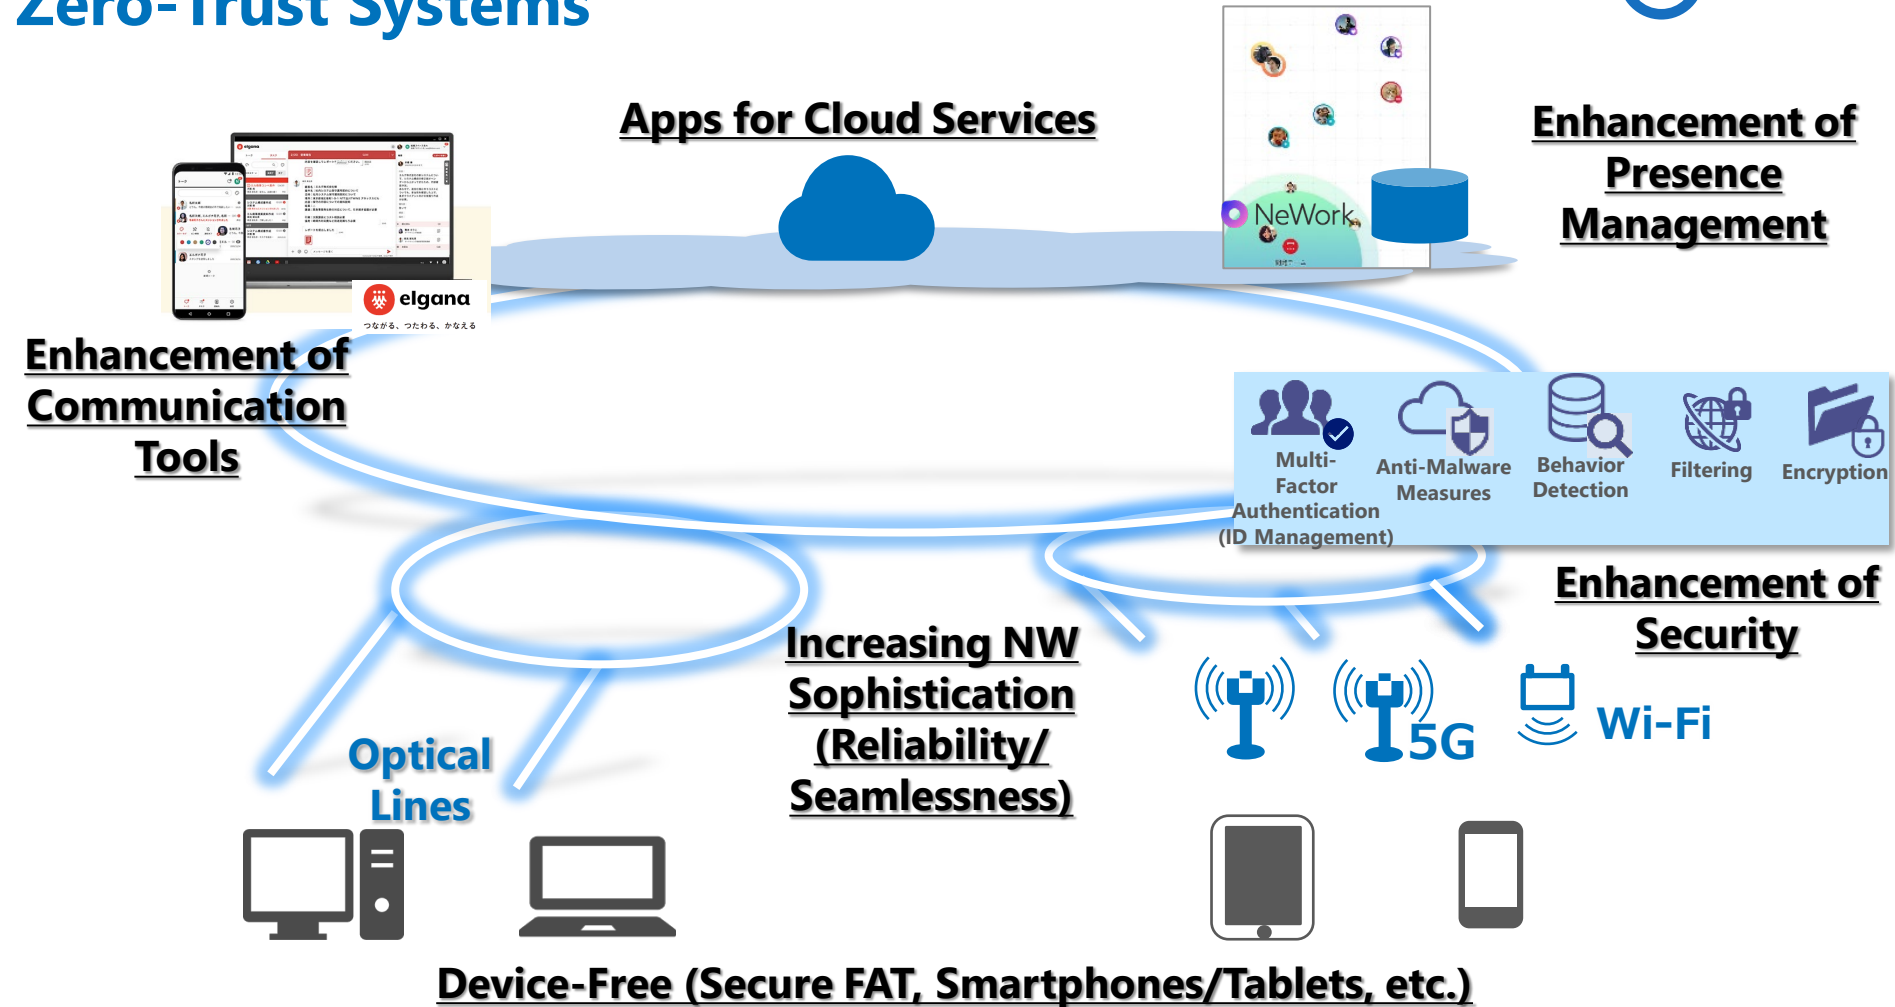 Zero-Trust Systems
Apps for Cloud Services
Enhancement of
Presence
Management
elgana
NeWork
elgana
つながる、つたわる、かなえる
Enhancement of
Communication
Tools
Multi-
Factor
Authentication
(ID Management)
Anti-Malware
Measures
Behavior
Detection
Filtering
Encryption
Enhancement of
Security
Increasing NW
Sophistication
(Reliability/
Seamlessness)
5G
Wi-Fi
Optical
Lines
Device-Free (Secure FAT, Smartphones/Tablets, etc.)